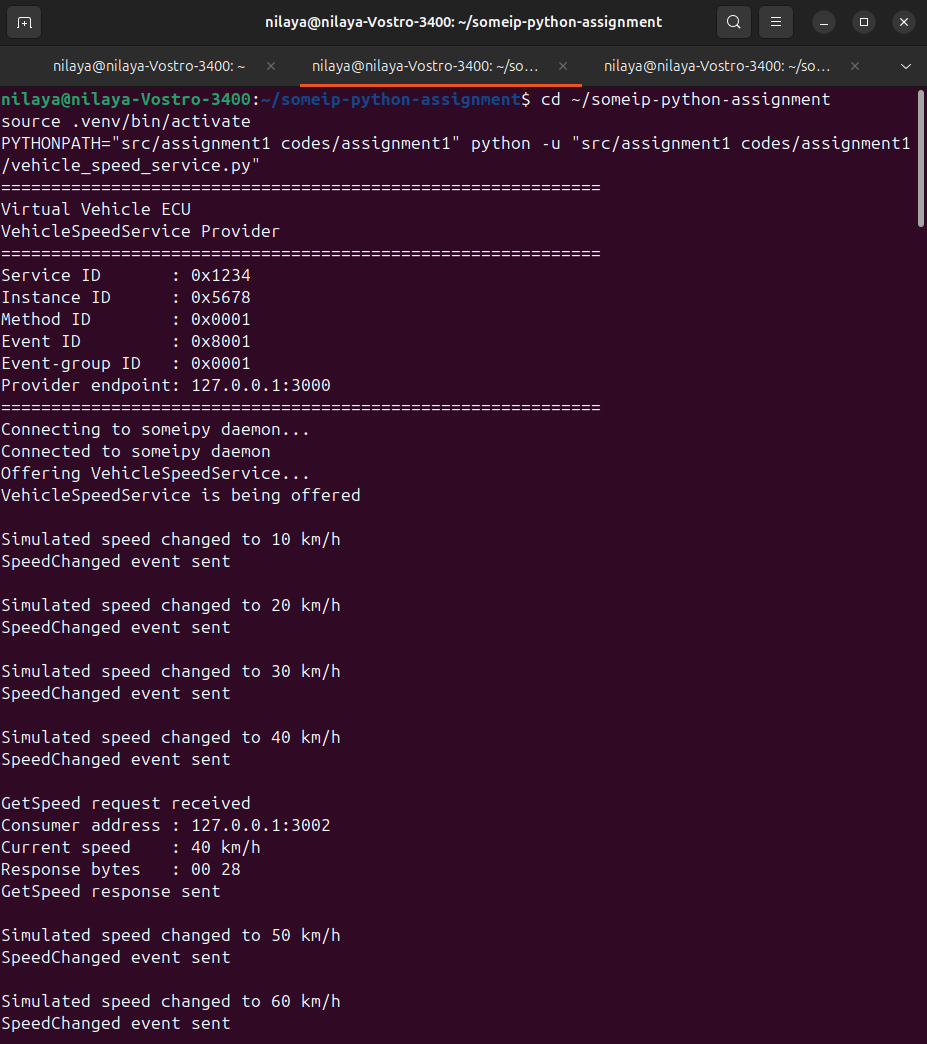 nilaya@nilaya-Vostro-3400: ~/someip-python-assignment
nilaya@nilaya-Vostro-3400: ~
nilaya@nilaya-Vostro-3400: ~/so...
nilaya@nilaya-Vostro-3400: ~/so...
nilaya@nilaya-Vostro-3400:~/someip-python-assignment$ cd ~/someip-python-assignment
source .venv/bin/activate
PYTHONPATH="src/assignment1 codes/assignment1" python -u "src/assignment1 codes/assignment1
/vehicle_speed_service.py"
============================================================
Virtual Vehicle ECU
VehicleSpeedService Provider
============================================================
Service ID       : 0x1234
Instance ID      : 0x5678
Method ID        : 0x0001
Event ID         : 0x8001
Event-group ID   : 0x0001
Provider endpoint: 127.0.0.1:3000
============================================================
Connecting to someipy daemon...
Connected to someipy daemon
Offering VehicleSpeedService...
VehicleSpeedService is being offered
Simulated speed changed to 10 km/h
SpeedChanged event sent
Simulated speed changed to 20 km/h
SpeedChanged event sent
Simulated speed changed to 30 km/h
SpeedChanged event sent
Simulated speed changed to 40 km/h
SpeedChanged event sent
GetSpeed request received
Consumer address : 127.0.0.1:3002
Current speed    : 40 km/h
Response bytes   : 00 28
GetSpeed response sent
Simulated speed changed to 50 km/h
SpeedChanged event sent
Simulated speed changed to 60 km/h
SpeedChanged event sent